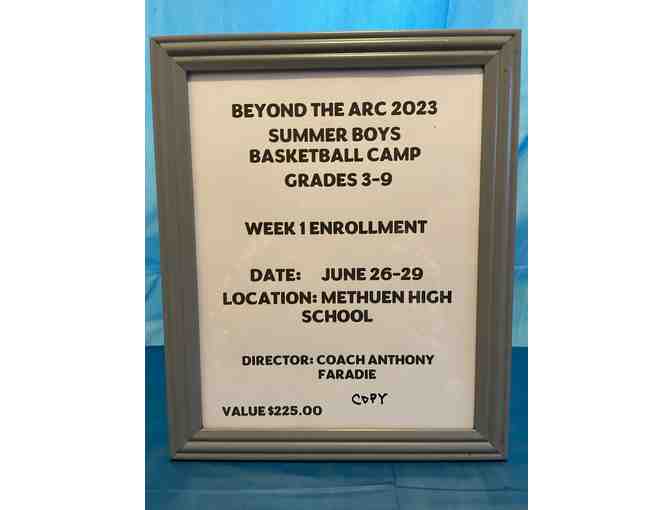 BEYOND THE ARC 2023
SUMMER BOYS
BASKETBALL CAMP
GRADES 3-9
WEEK 1 ENROLLMENT
DATE: JUNE 26-29
LOCATION: METHUEN HIGH
SCHOOL
DIRECTOR: COACH ANTHONY
FARADIE
COPY
VALUE $225.00